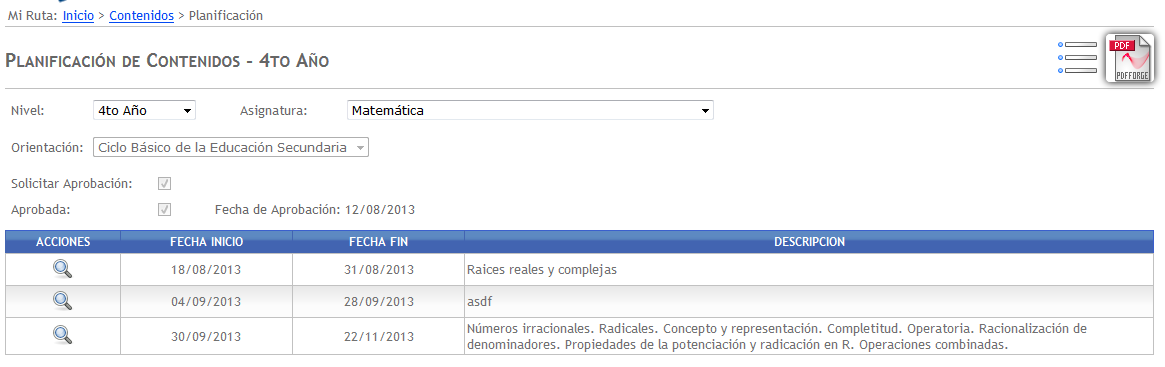 Mi Ruta: Inicio > Contenidos > Planificación
PLANIFICACIÓN DE CONTENIDOS - 4TO AÑO
PDF
PDFFORGE
Nivel: 4to Año Asignatura: Matemática
Orientación: Ciclo Básico de la Educación Secundaria
Solicitar Aprobación:
Aprobada: Fecha de Aprobación: 12/08/2013
ACCIONES FECHA INICIO FECHA FIN DESCRIPCION
18/08/2013 31/08/2013 Raices reales y complejas
04/09/2013 28/09/2013 asdf
30/09/2013 22/11/2013 Números irracionales. Radicales. Concepto y representación. Completitud. Operatoria. Racionalización de
denominadores. Propiedades de la potenciación y radicación en R. Operaciones combinadas.